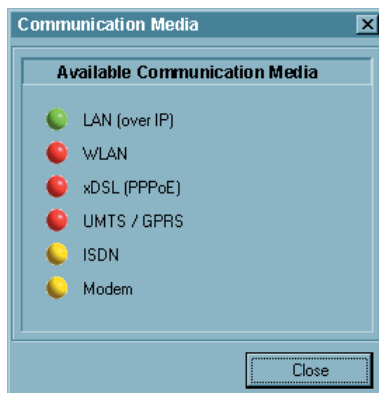 Communication Media
Available Communication Media
LAN (over IP)
WLAN
xDSL (PPPoE)
UMTS / GPRS
ISDN
Modem
Close